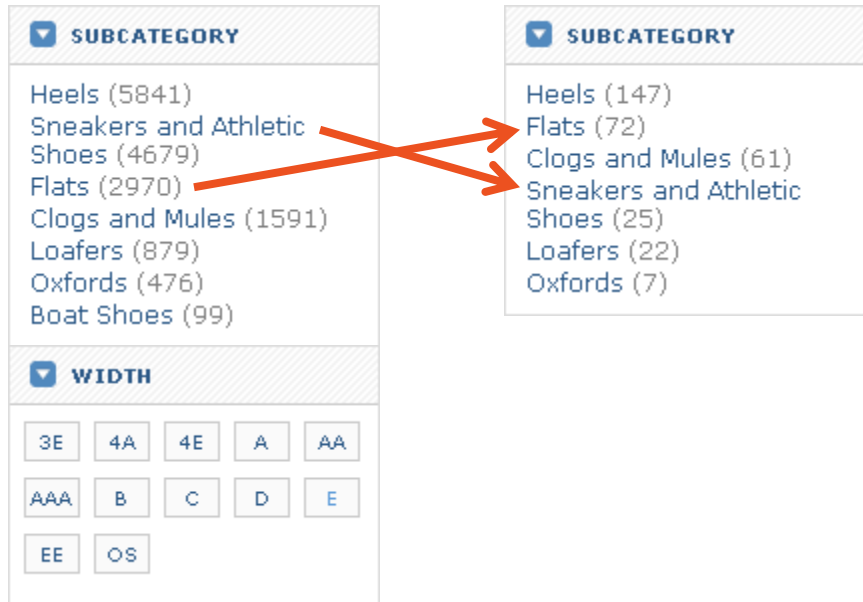 SUBCATEGORY
Heels (5841)
Sneakers and Athletic
Shoes (4679)
Flats (2970)
Clogs and Mules (1591)
Loafers (879)
Oxfords (476)
Boat Shoes (99)
WIDTH
3E 4A 4E A AA
AAA B C D E
EE OS
SUBCATEGORY
Heels (147)
Flats (72)
Clogs and Mules (61)
Sneakers and Athletic
Shoes (25)
Loafers (22)
Oxfords (7)